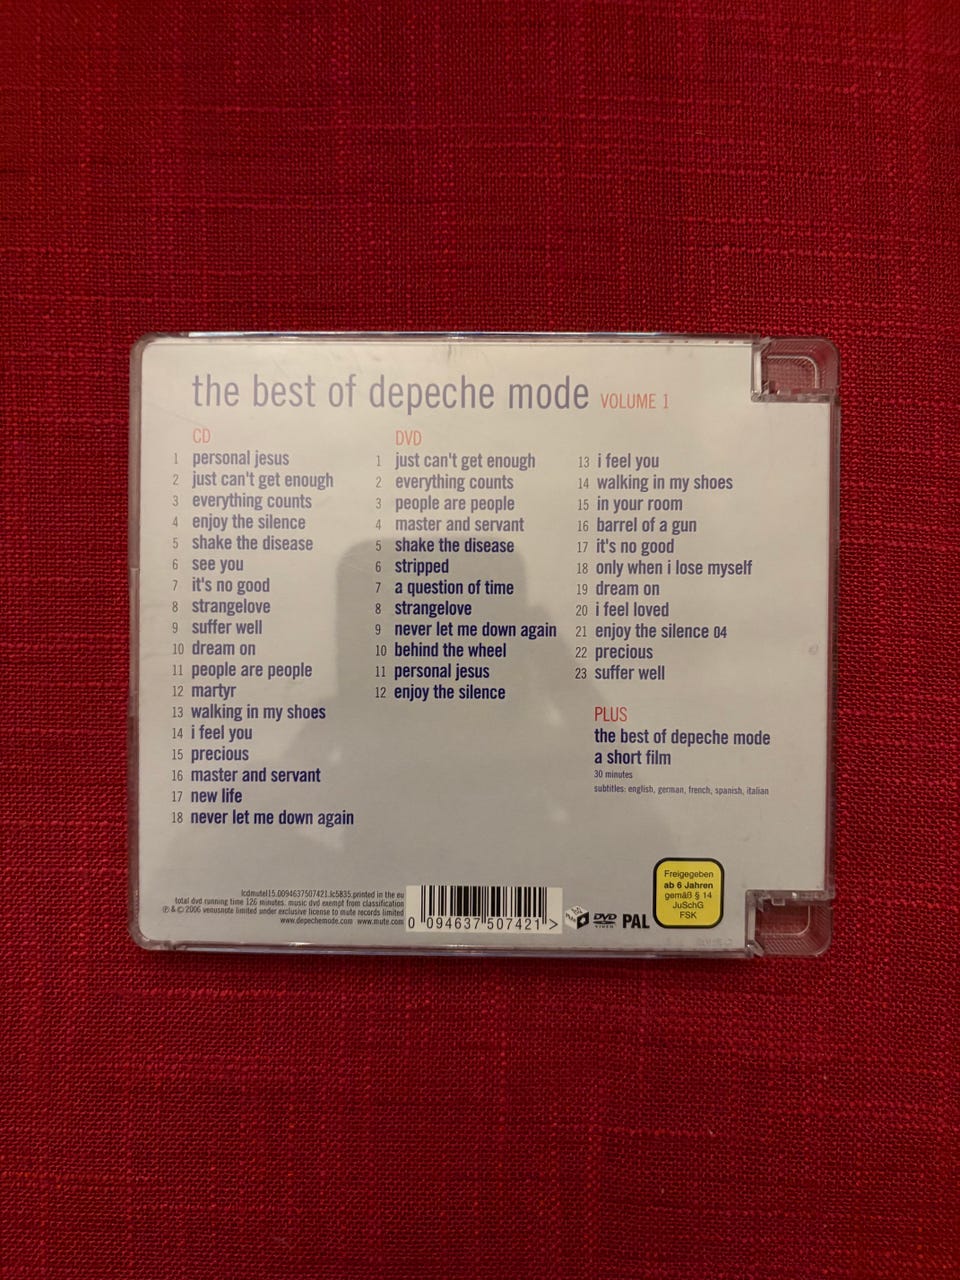 the best of depeche mode VOLUME 1
CD
1 personal jesus
2 just can't get enough
3 everything counts
4 enjoy the silence
5 shake the disease
6 see you
7 it's no good
8 strangelove
9 suffer well
10 dream on
11 people are people
12 martyr
13 walking in my shoes
14 i feel you
15 precious
16 master and servant
17 new life
18 never let me down again
DVD
1 just can't get enough
2 everything counts
3 people are people
4 master and servant
5 shake the disease
6 stripped
7 a question of time
8 strangelove
9 never let me down again
10 behind the wheel
11 personal jesus
12 enjoy the silence
13 i feel you
14 walking in my shoes
15 in your room
16 barrel of a gun
17 it's no good
18 only when i lose myself
19 dream on
20 i feel loved
21 enjoy the silence 04
22 precious
23 suffer well
PLUS
the best of depeche mode
a short film
30 minutes
subtitles: english, german, french, spanish, italian
lcdmutel15.0094637507421.lc5835.printed in the eu
total dvd running time 126 minutes. music dvd exempt from classification
℗ & © 2006 venusnote limited under exclusive license to mute records limited
www.depechemode.com www.mute.com
0 094637 507421 >
DVD
VIDEO
PAL
Freigegeben
ab 6 Jahren
gemäß § 14
JuSchG
FSK